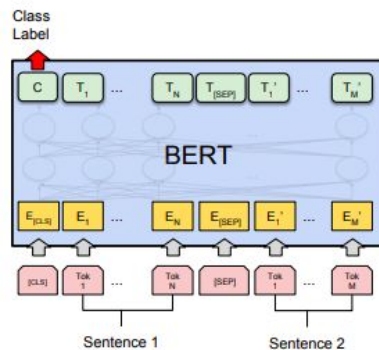 Class
Label
C T1 ... TN T[SEP] T1' ... TM'
BERT
E[CLS] E1 ... EN E[SEP] E1' ... EM'
[CLS] Tok 1 ... Tok N [SEP] Tok 1 ... Tok M
Sentence 1 Sentence 2